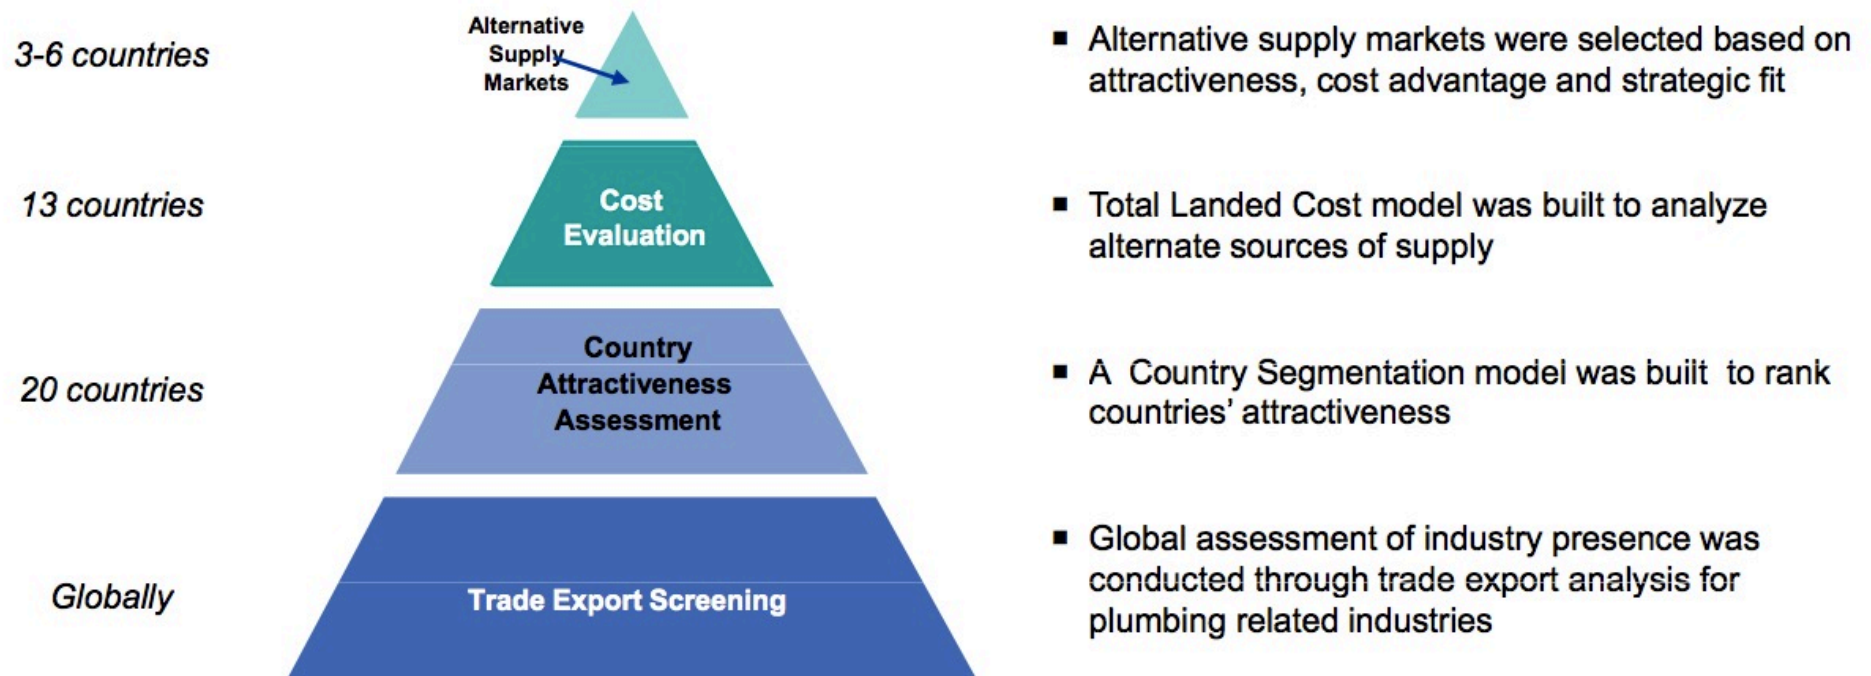 3-6 countries
Alternative
Supply
Markets
■ Alternative supply markets were selected based on
attractiveness, cost advantage and strategic fit
13 countries
Cost
Evaluation
■ Total Landed Cost model was built to analyze
alternate sources of supply
20 countries
Country
Attractiveness
Assessment
■ A Country Segmentation model was built to rank
countries’ attractiveness
Globally
Trade Export Screening
■ Global assessment of industry presence was
conducted through trade export analysis for
plumbing related industries